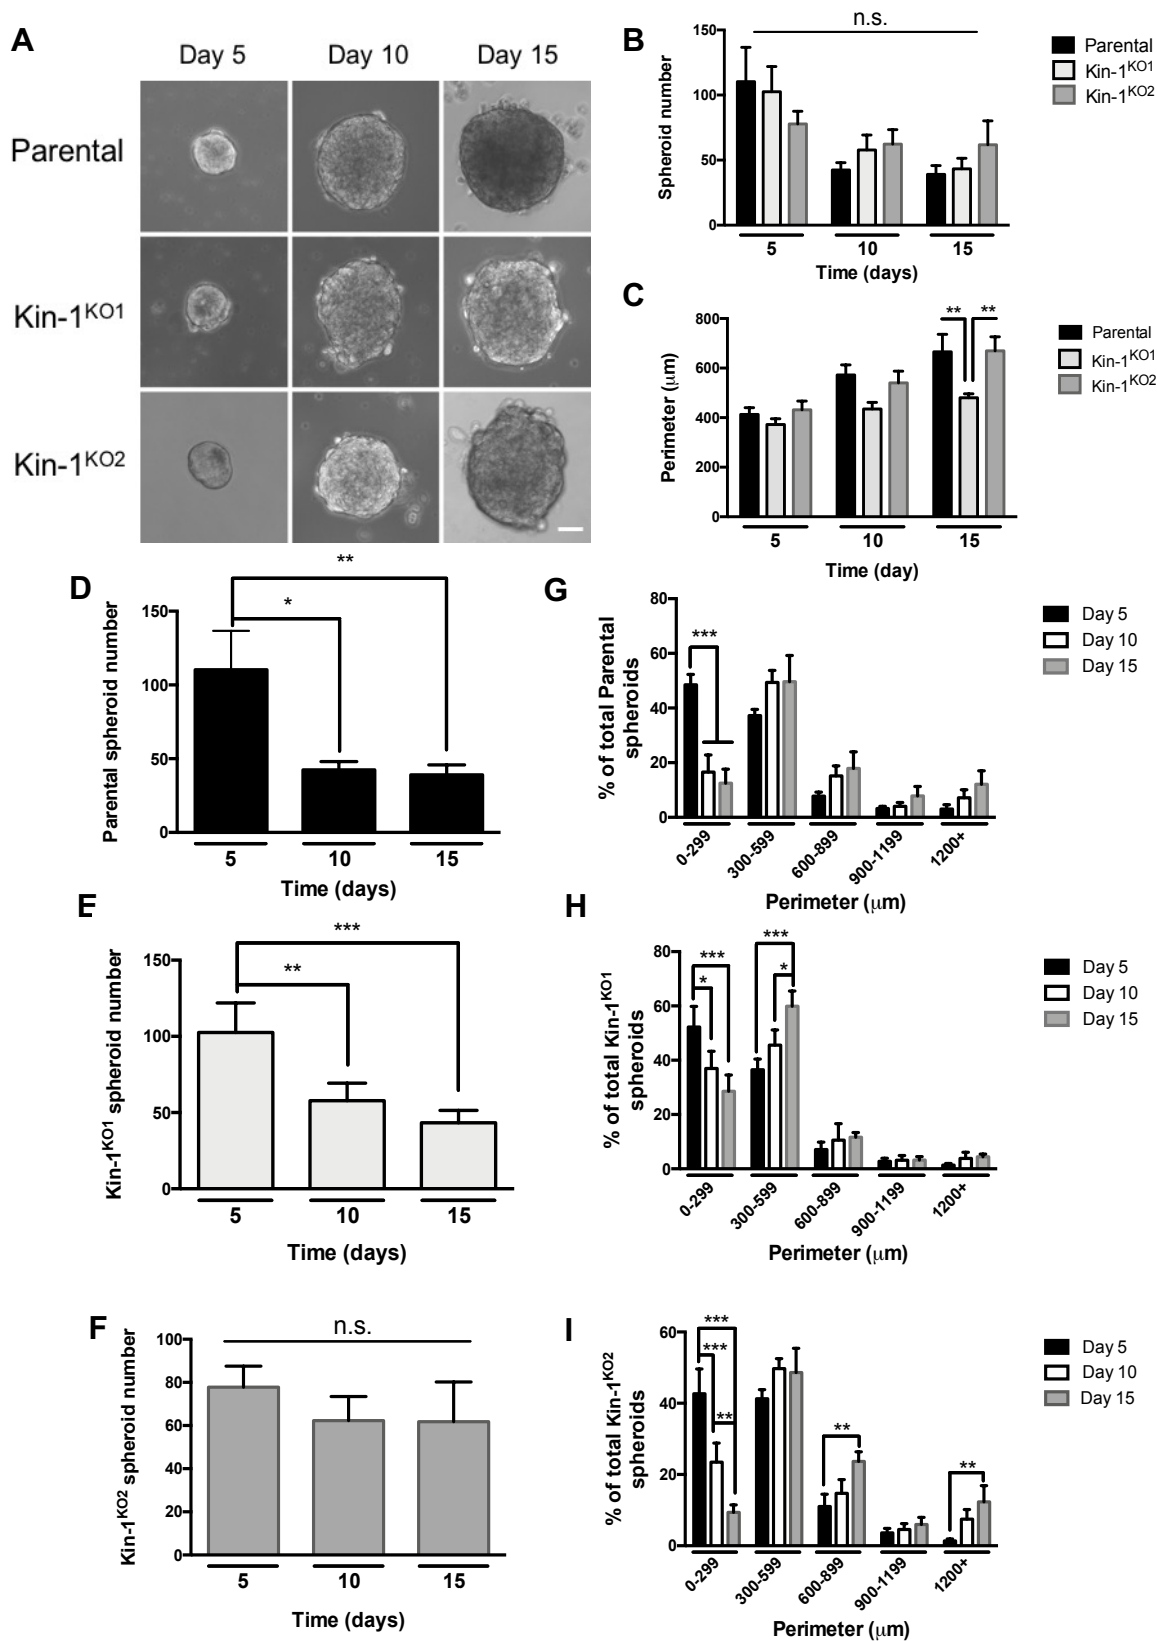 A
Day 5
Day 10
Day 15
Parental
Kin-1KO1
Kin-1KO2
B
n.s.
Spheroid number
150
100
50
0
5
10
15
Time (days)
Parental
Kin-1KO1
Kin-1KO2
C
** **
Perimeter (μm)
800
600
400
200
0
5
10
15
Time (day)
Parental
Kin-1KO1
Kin-1KO2
D
**
*
Parental spheroid number
150
100
50
0
5
10
15
Time (days)
E
***
**
Kin-1KO1 spheroid number
150
100
50
0
5
10
15
Time (days)
F
n.s.
Kin-1KO2 spheroid number
100
80
60
40
20
0
5
10
15
Time (days)
G
***
% of total Parental
spheroids
80
60
40
20
0
0-299
300-599
600-899
900-1199
1200+
Perimeter (μm)
Day 5
Day 10
Day 15
H
***
***
*
*
% of total Kin-1KO1
spheroids
80
60
40
20
0
0-299
300-599
600-899
900-1199
1200+
Perimeter (μm)
Day 5
Day 10
Day 15
I
***
***
**
**
**
% of total Kin-1KO2
spheroids
60
40
20
0
0-299
300-599
600-899
900-1199
1200+
Perimeter (μm)
Day 5
Day 10
Day 15